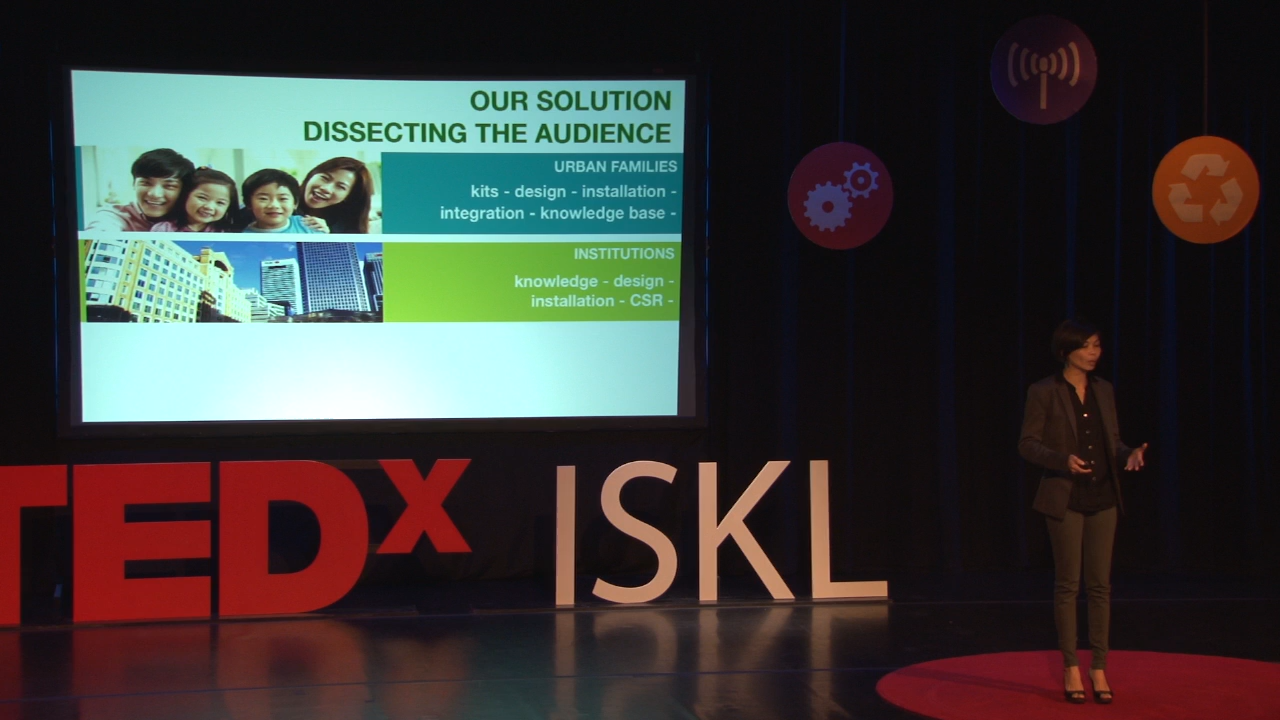 OUR SOLUTION
DISSECTING THE AUDIENCE
URBAN FAMILIES
kits - design - installation -
integration - knowledge base -
INSTITUTIONS
knowledge - design -
installation - CSR -
TEDx ISKL